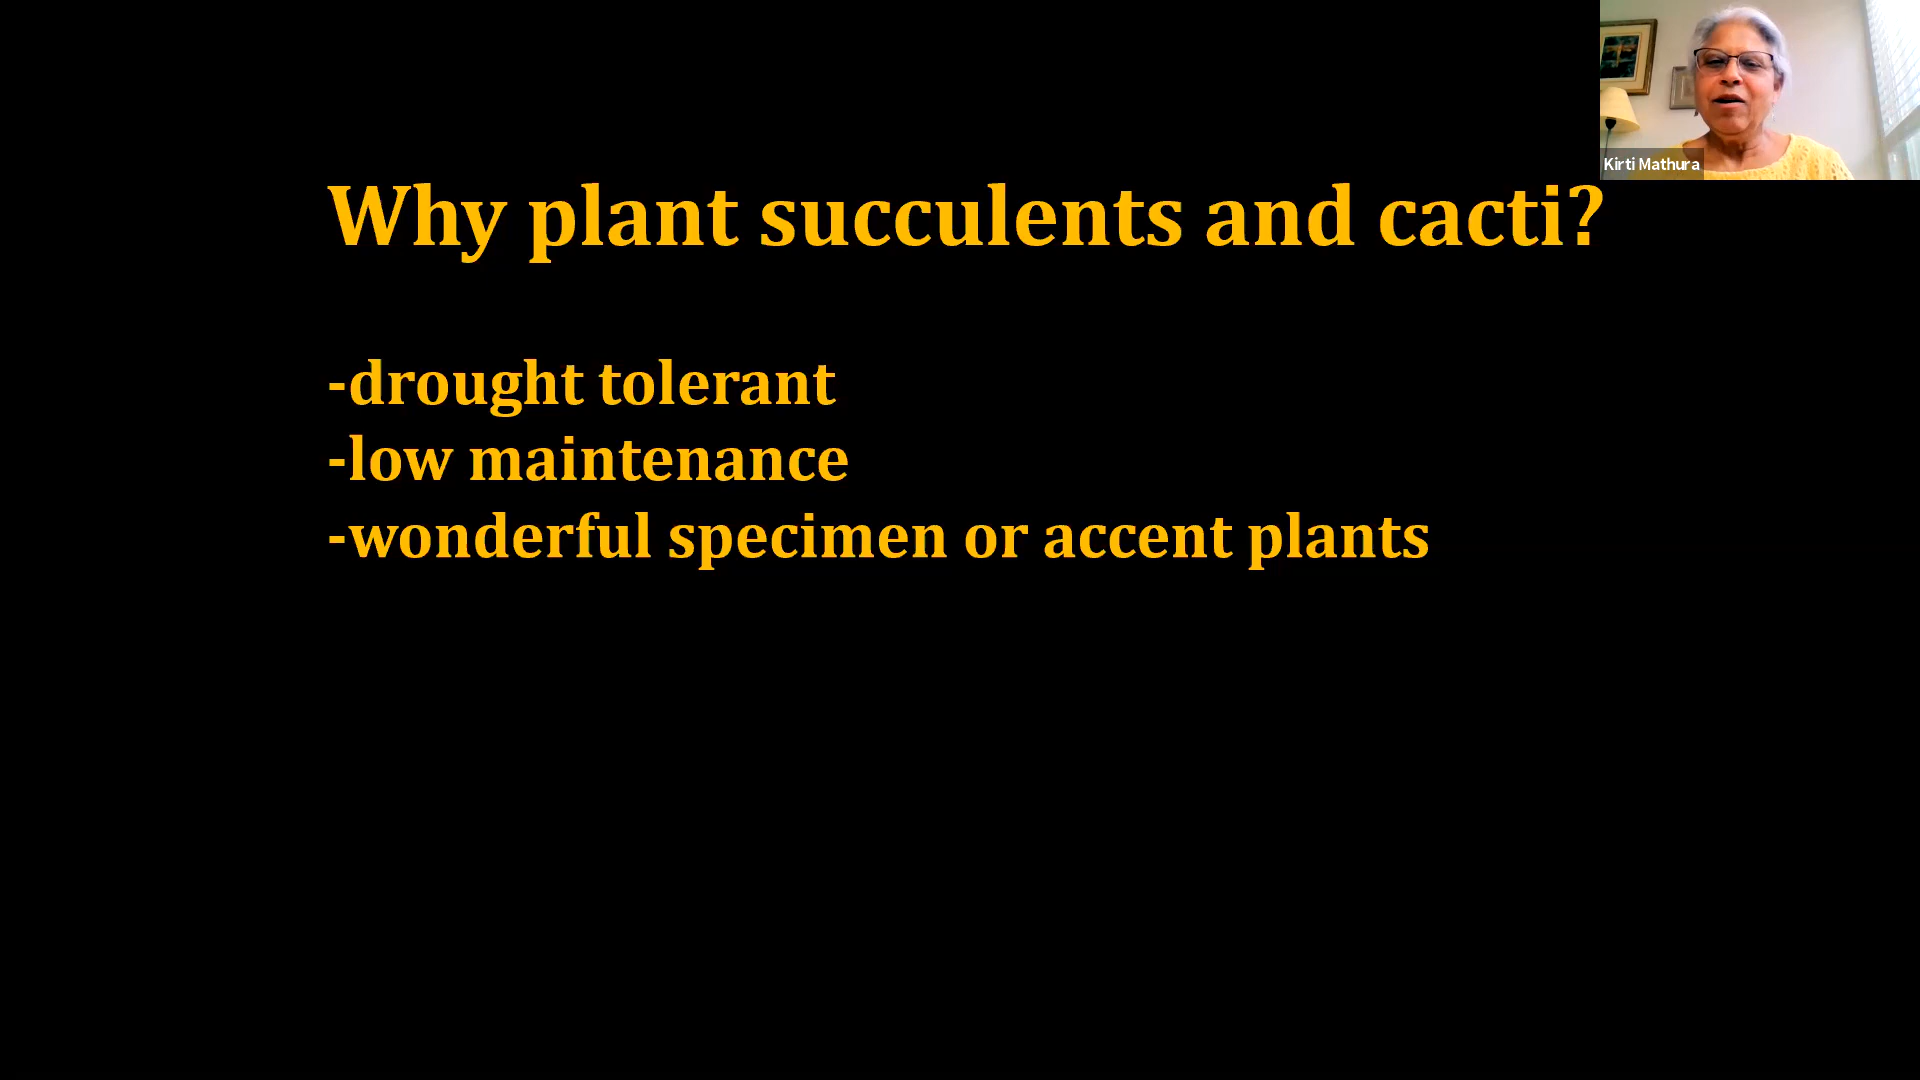 Kirti Mathura
Why plant succulents and cacti?
-drought tolerant
-low maintenance
-wonderful specimen or accent plants